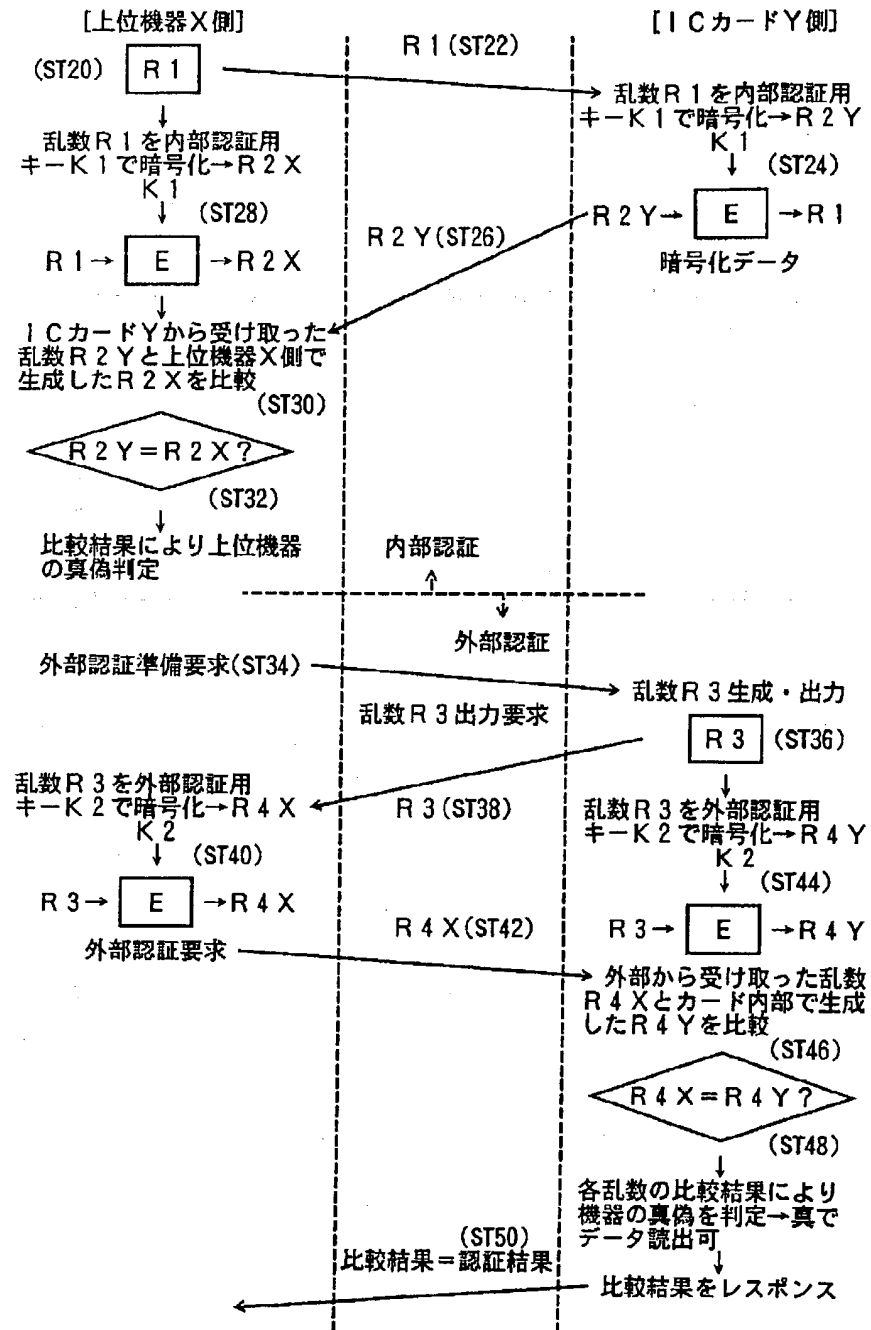 [上位機器X側]
[ICカードY側]
R1(ST22)
(ST20)
R1
乱数R1を内部認証用
キーK1で暗号化→R2Y
K1
(ST24)
R2Y→
E
→R1
暗号化データ
乱数R1を内部認証用
キーK1で暗号化→R2X
K1
(ST28)
R2Y(ST26)
R1→
E
→R2X
ICカードYから受け取った
乱数R2Yと上位機器X側で
生成したR2Xを比較
(ST30)
R2Y=R2X?
(ST32)
比較結果により上位機器
の真偽判定
内部認証
外部認証
外部認証準備要求(ST34)
乱数R3生成・出力
乱数R3出力要求
R3
(ST36)
乱数R3を外部認証用
キーK2で暗号化→R4X
K2
(ST40)
R3(ST38)
乱数R3を外部認証用
キーK2で暗号化→R4Y
K2
(ST44)
R3→
E
→R4X
R4X(ST42)
R3→
E
→R4Y
外部認証要求
外部から受け取った乱数
R4Xとカード内部で生成
したR4Yを比較
(ST46)
R4X=R4Y?
(ST48)
各乱数の比較結果により
機器の真偽を判定→真で
データ読出可
(ST50)
比較結果=認証結果
比較結果をレスポンス